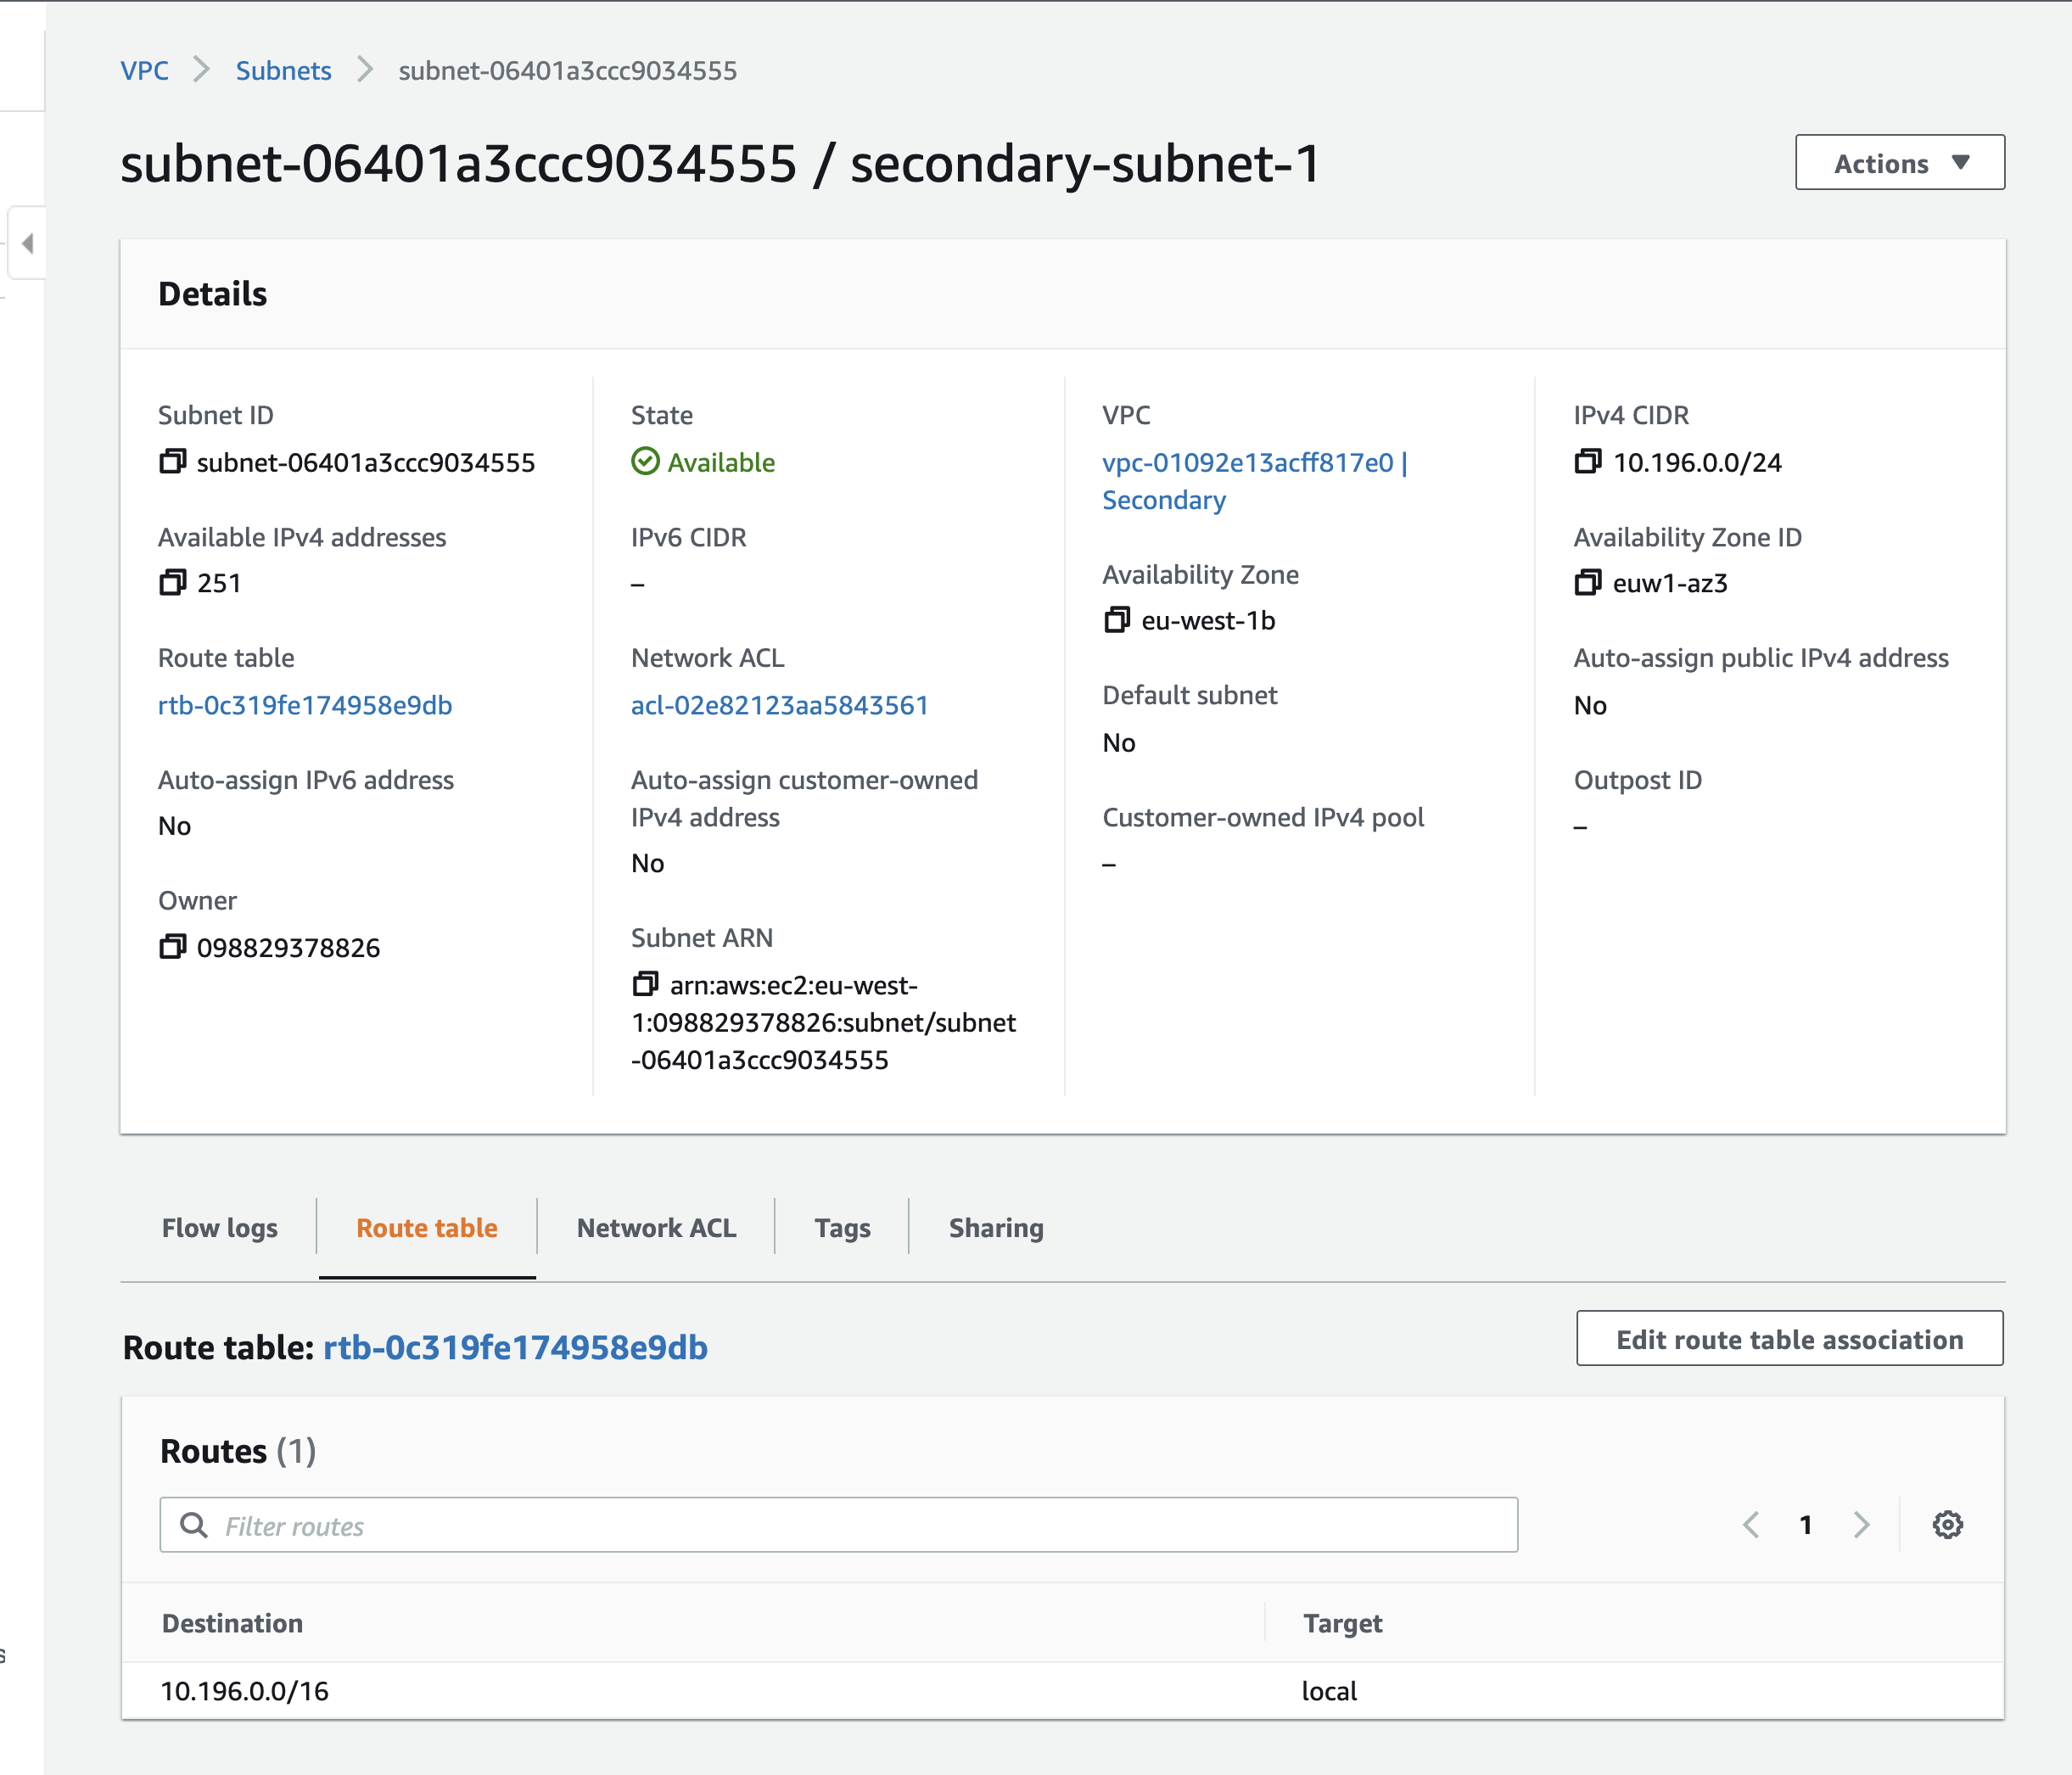 VPC > Subnets > subnet-06401a3ccc9034555
subnet-06401a3ccc9034555 / secondary-subnet-1
Actions
Details
Subnet ID
subnet-06401a3ccc9034555
Available IPv4 addresses
251
Route table
rtb-0c319fe174958e9db
Auto-assign IPv6 address
No
Owner
098829378826
State
Available
IPv6 CIDR
–
Network ACL
acl-02e82123aa5843561
Auto-assign customer-owned
IPv4 address
No
Subnet ARN
arn:aws:ec2:eu-west-
1:098829378826:subnet/subnet
-06401a3ccc9034555
VPC
vpc-01092e13acff817e0 |
Secondary
Availability Zone
eu-west-1b
Default subnet
No
Customer-owned IPv4 pool
–
IPv4 CIDR
10.196.0.0/24
Availability Zone ID
euw1-az3
Auto-assign public IPv4 address
No
Outpost ID
–
Flow logs
Route table
Network ACL
Tags
Sharing
Route table: rtb-0c319fe174958e9db
Edit route table association
Routes (1)
Filter routes
1
Destination
Target
10.196.0.0/16
local